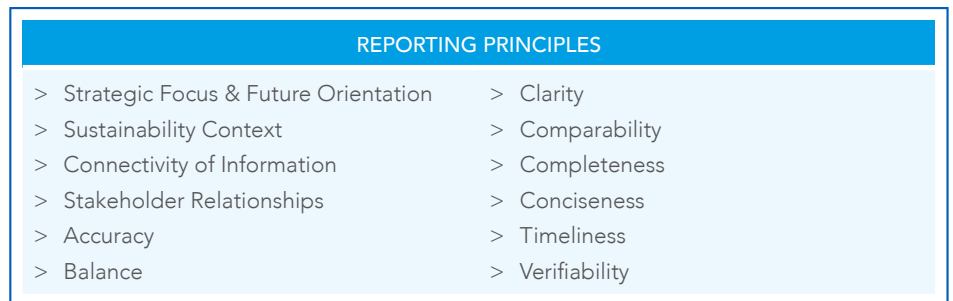 REPORTING PRINCIPLES
> Strategic Focus & Future Orientation
> Sustainability Context
> Connectivity of Information
> Stakeholder Relationships
> Accuracy
> Balance
> Clarity
> Comparability
> Completeness
> Conciseness
> Timeliness
> Verifiability